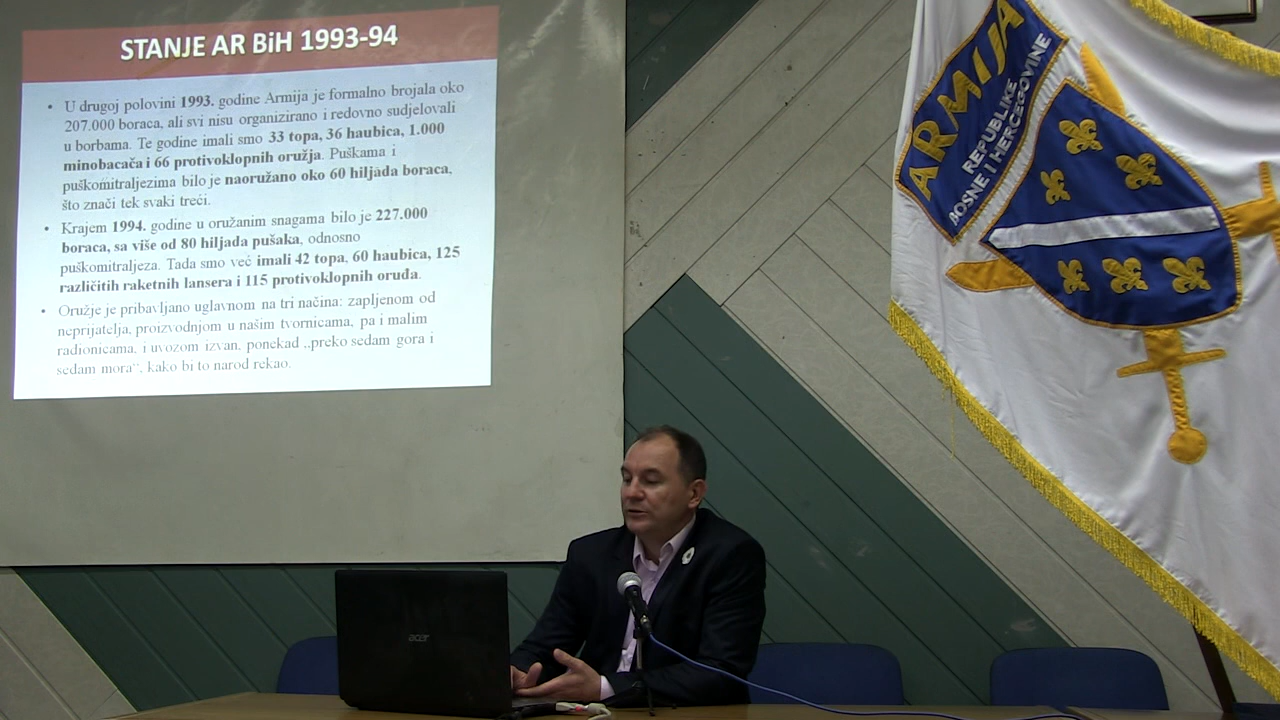 STANJE AR BiH 1993-94
• U drugoj polovini 1993. godine Armija je formalno brojala oko
207.000 boraca, ali svi nisu organizirano i redovno sudjelovali
u borbama. Te godine imali smo 33 topa, 36 haubica, 1.000
minobacača i 66 protivoklopnih oružja. Puškama i
puškomitraljezima bilo je naoružano oko 60 hiljada boraca,
što znači tek svaki treći.
• Krajem 1994. godine u oružanim snagama bilo je 227.000
boraca, sa više od 80 hiljada pušaka, odnosno
puškomitraljeza. Tada smo već imali 42 topa, 60 haubica, 125
različitih raketnih lansera i 115 protivoklopnih oruđa.
• Oružje je pribavljano uglavnom na tri načina: zapljenom od
neprijatelja, proizvodnjom u našim tvornicama, pa i malim
radionicama, i uvozom izvan, ponekad „preko sedam gora i
sedam mora“, kako bi to narod rekao.
ARMIJA
REPUBLIKE
BOSNE I HERCEGOVINE
acer